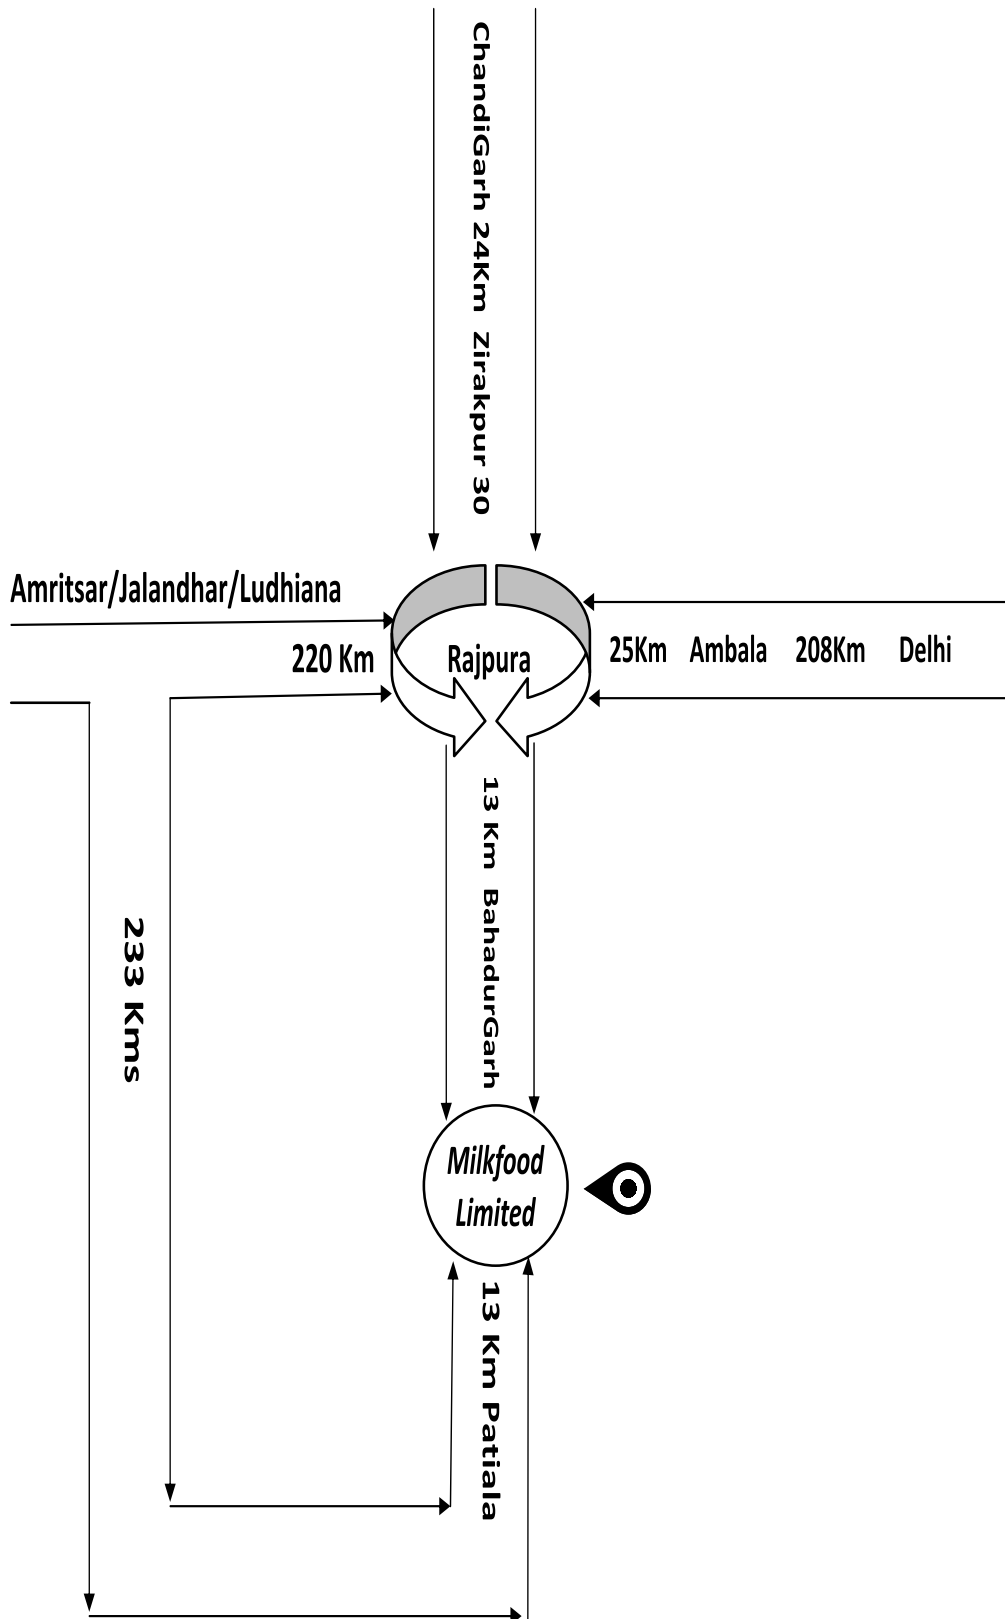 ChandiGarh 24Km Zirakpur 30
Amritsar/Jalandhar/Ludhiana
220 Km
Rajpura
25Km Ambala 208Km Delhi
13 Km BahadurGarh
233 Kms
Milkfood
Limited
13 Km Patiala